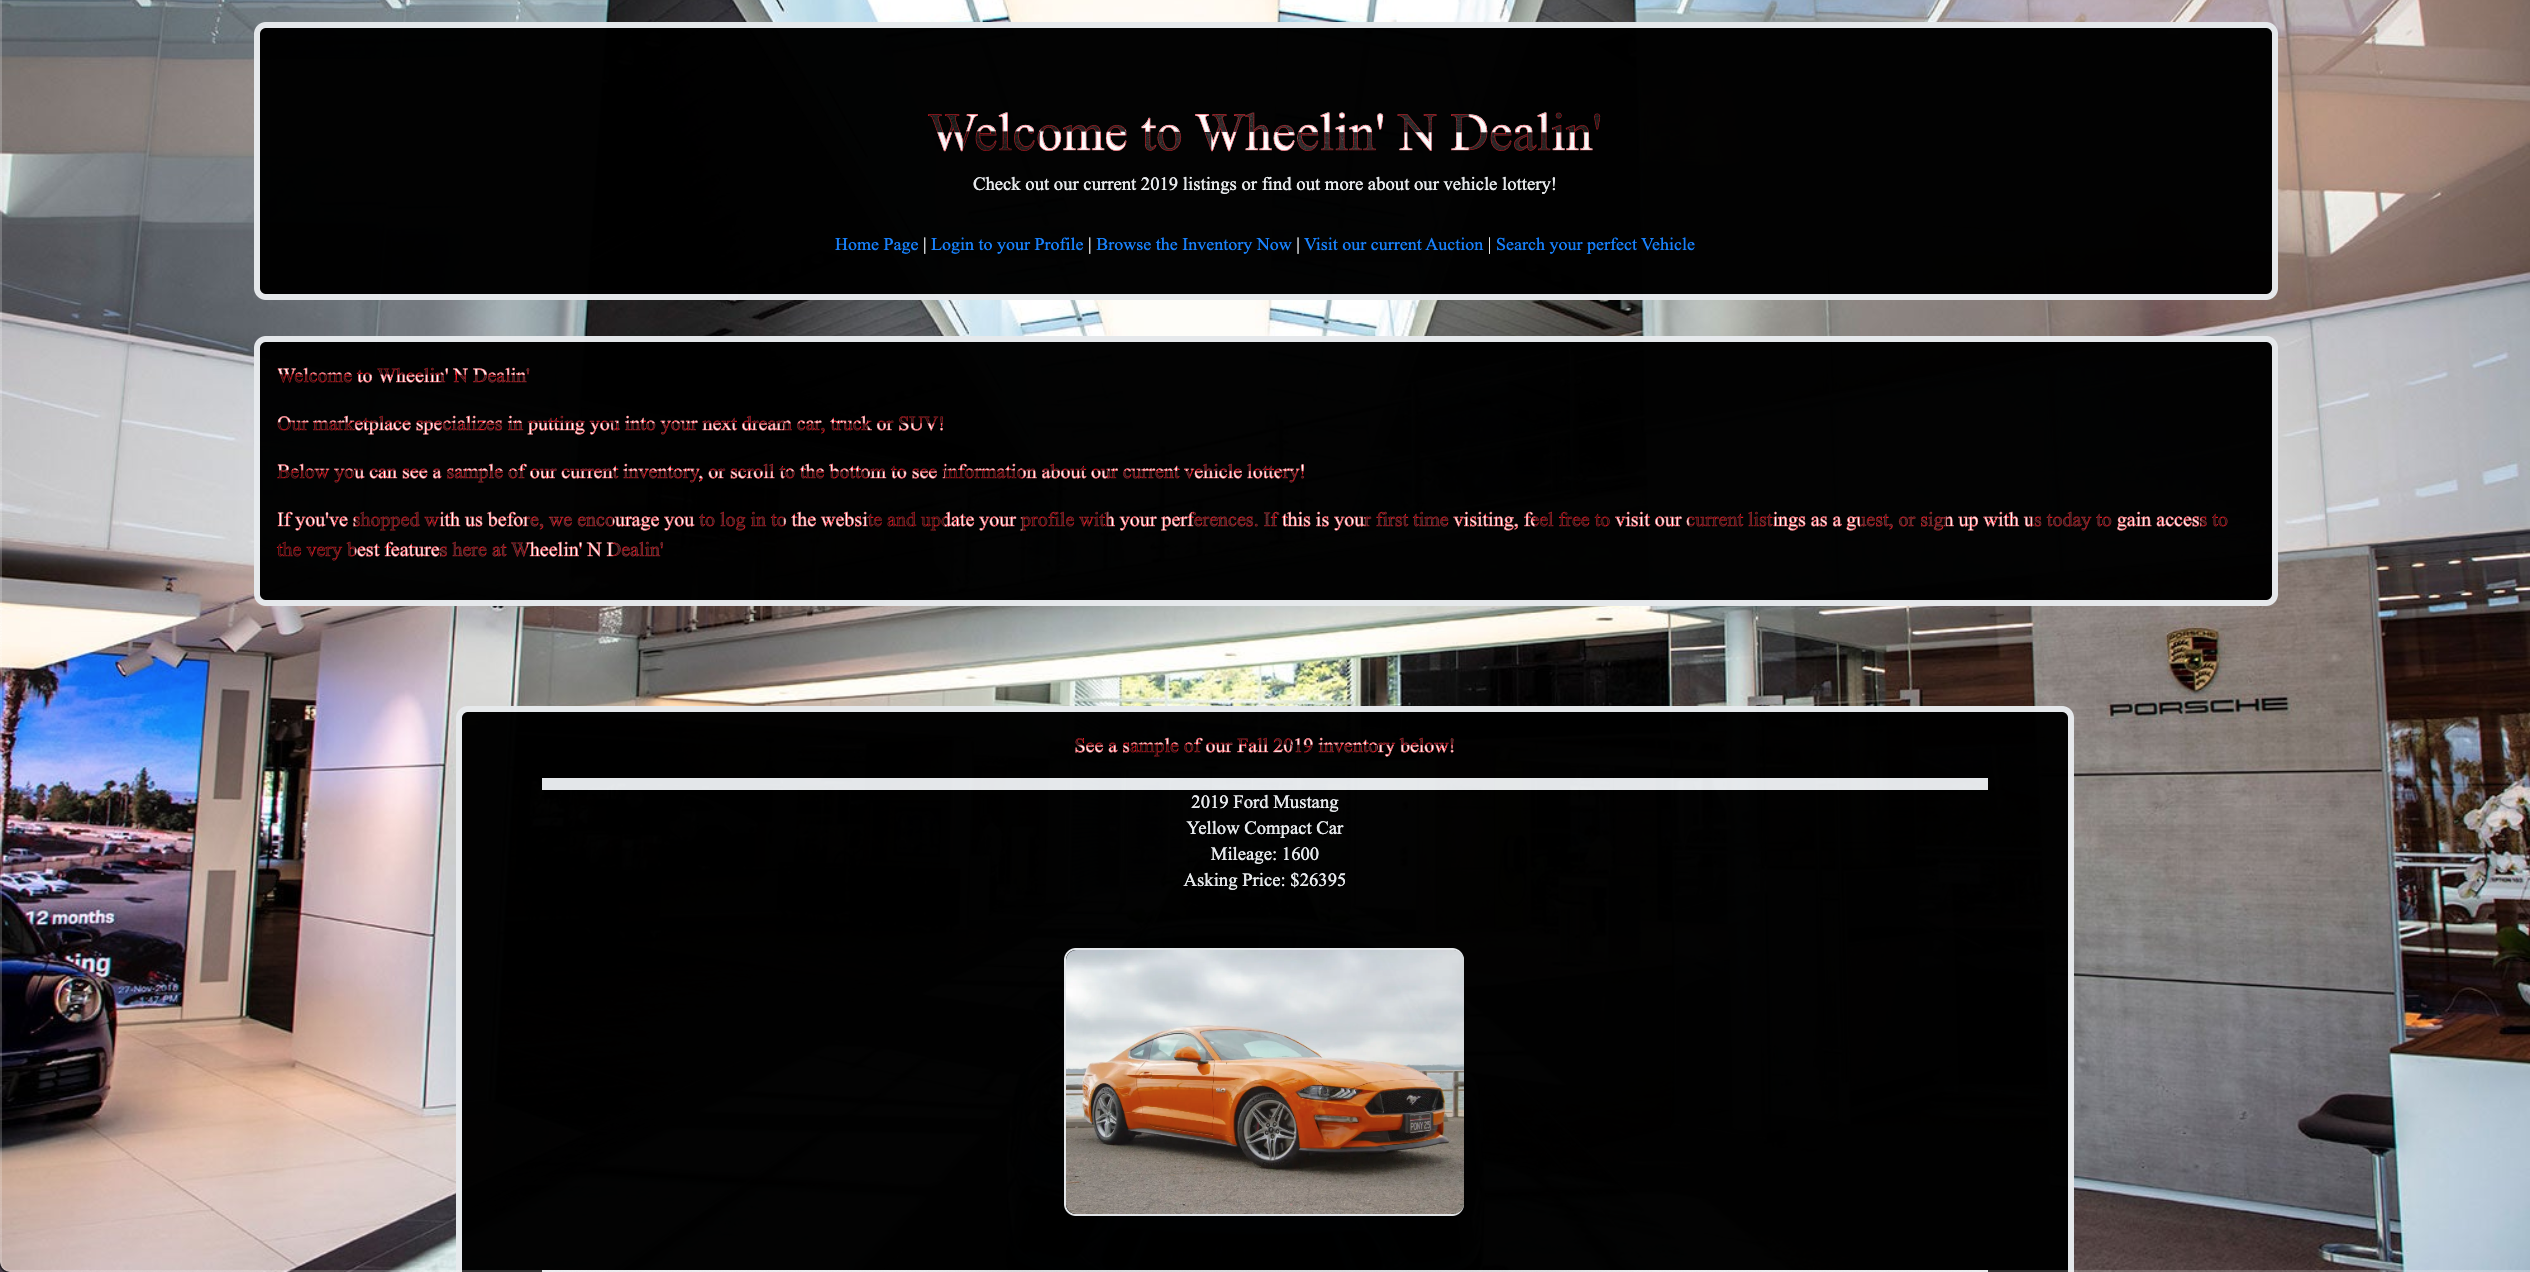 Welcome to Wheelin' N Dealin'
Check out our current 2019 listings or find out more about our vehicle lottery!
Home Page | Login to your Profile | Browse the Inventory Now | Visit our current Auction | Search your perfect Vehicle
Welcome to Wheelin' N Dealin'
Our marketplace specializes in putting you into your next dream car, truck or SUV!
Below you can see a sample of our current inventory, or scroll to the bottom to see information about our current vehicle lottery!
If you've shopped with us before, we encourage you to log in to the website and update your profile with your perferences. If this is your first time visiting, feel free to visit our current listings as a guest, or sign up with us today to gain access to
the very best features here at Wheelin' N Dealin'
PORSCHE
PORSCHE
See a sample of our Fall 2019 inventory below!
2019 Ford Mustang
Yellow Compact Car
Mileage: 1600
Asking Price: $26395
12 months
ting
27-Nov-2018
1:47 PM